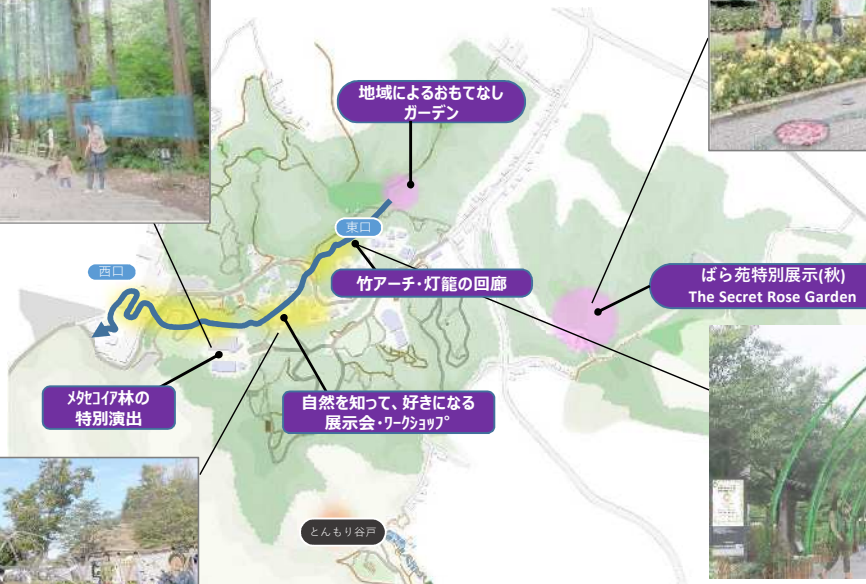 地域によるおもてなし
ガーデン
東口
西口
竹アーチ・灯籠の回廊
ばら苑特別展示(秋)
The Secret Rose Garden
ﾒﾀｾｺｲｱ林の
特別演出
自然を知って、好きになる
展示会・ﾜｰｸｼｮｯﾌﾟ
とんもり谷戸